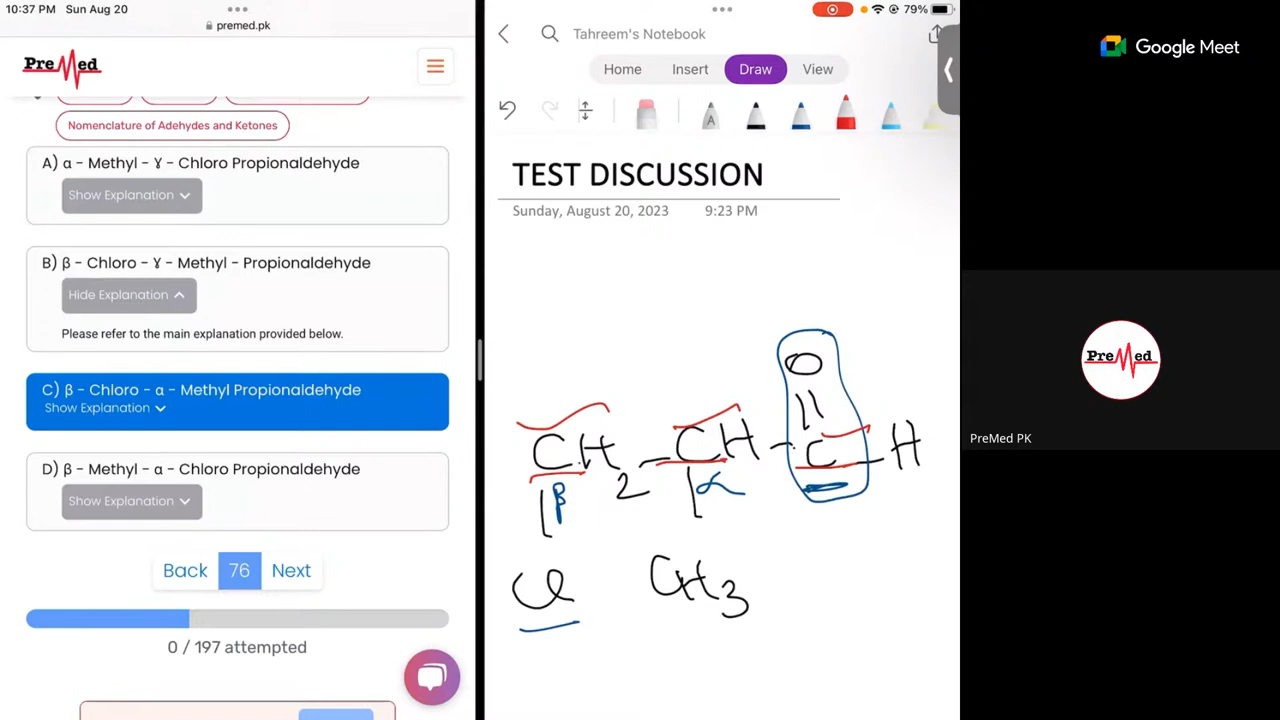 10:37 PM Sun Aug 20
premed.pk
PreMed
Nomenclature of Adehydes and Ketones
A) α - Methyl - Ɣ - Chloro Propionaldehyde
Show Explanation
B) β - Chloro - Ɣ - Methyl - Propionaldehyde
Hide Explanation
Please refer to the main explanation provided below.
C) β - Chloro - α - Methyl Propionaldehyde
Show Explanation
D) β - Methyl - α - Chloro Propionaldehyde
Show Explanation
Back 76 Next
0 / 197 attempted
79%
Tahreem's Notebook
Home Insert Draw View
A
TEST DISCUSSION
Sunday, August 20, 2023 9:23 PM
O
CH2 - CH - C - H
β α
Cl CH3
Google Meet
PreMed
PreMed PK